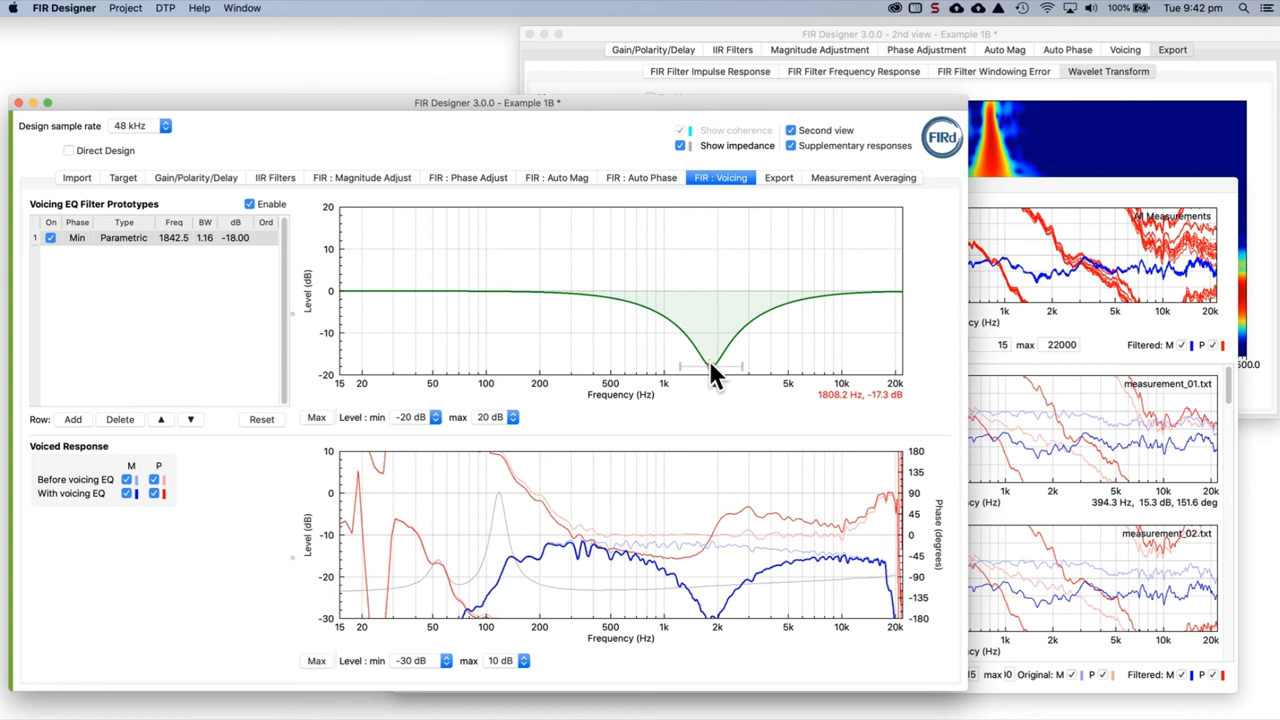 FIR Designer Project DTP Help Window 100% Tue 9:42 pm
FIR Designer 3.0.0 - 2nd view - Example 1B *
Gain/Polarity/Delay IIR Filters Magnitude Adjustment Phase Adjustment Auto Mag Auto Phase Voicing Export
FIR Filter Impulse Response FIR Filter Frequency Response FIR Filter Windowing Error Wavelet Transform
FIR Designer 3.0.0 - Example 1B *
Design sample rate 48 kHz
Direct Design
Show coherence Second view
Show impedance Supplementary responses
FIRd
Import Target Gain/Polarity/Delay IIR Filters FIR : Magnitude Adjust FIR : Phase Adjust FIR : Auto Mag FIR : Auto Phase FIR : Voicing Export Measurement Averaging
Voicing EQ Filter Prototypes Enable
On Phase Type Freq BW dB Ord
1 Min Parametric 1842.5 1.16 -18.00
Row: Add Delete ▲ ▼ Reset
20
10
0
-10
-20
Level (dB)
15 20 50 100 200 500 1k 2k 5k 10k 20k
Frequency (Hz)
1808.2 Hz, -17.3 dB
Max Level : min -20 dB max 20 dB
Voiced Response
M P
Before voicing EQ
With voicing EQ
10
0
-10
-20
-30
Level (dB)
180
135
90
45
0
-45
-90
-135
-180
Phase (degrees)
15 20 50 100 200 500 1k 2k 5k 10k 20k
Frequency (Hz)
Max Level : min -30 dB max 10 dB
All Measurements
1k 2k 5k 10k 20k
cy (Hz)
15 max 22000 Filtered: M P
500.0
measurement_01.txt
1k 2k 5k 10k 20k
cy (Hz) 394.3 Hz, 15.3 dB, 151.6 deg
measurement_02.txt
1k 2k 5k 10k 20k
cy (Hz)
Original: M P Filtered: M P